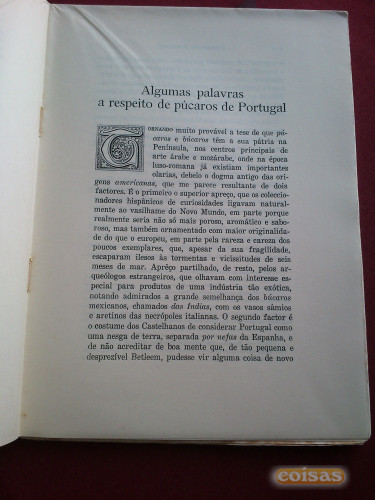 Algumas palavras
a respeito de púcaros de Portugal
TORNANDO muito provável a tese de que pú-
caros e búcaros têm a sua pátria na
Península, nos centros principais de
arte árabe e mozárabe, onde na época
luso-romana já existiam importantes
olarias, debelo o dogma antigo das ori-
gens americanas, que me parece resultante de dois
factores. E o primeiro o superior aprêço, que os coleccio-
nadores hispânicos de curiosidades ligavam natural-
mente ao vasilhame do Novo Mundo, em parte porque
realmente seria não só mais poroso, aromático e sabo-
roso, mas também ornamentado com maior originalida-
de do que o europeu, em parte pela rareza e careza dos
poucos exemplares, que, apesar da sua fragilidade,
escaparam ilesos às tormentas e vicissitudes de seis
meses de mar. Aprêço partilhado, de resto, pelos ar-
queólogos estrangeiros, que olhavam com interesse es-
pecial para produtos de uma indústria tão exótica,
notando admirados a grande semelhança dos búcaros
mexicanos, chamados das Indias, com os vasos sâmios
e aretinos das necrópoles italianas. O segundo factor é
o costume dos Castelhanos de considerar Portugal como
uma nesga de terra, separada por nefas da Espanha, e
de não acreditar de boa mente que, de tão pequena e
desprezível Betleem, pudesse vir alguma coisa de novo
coisas